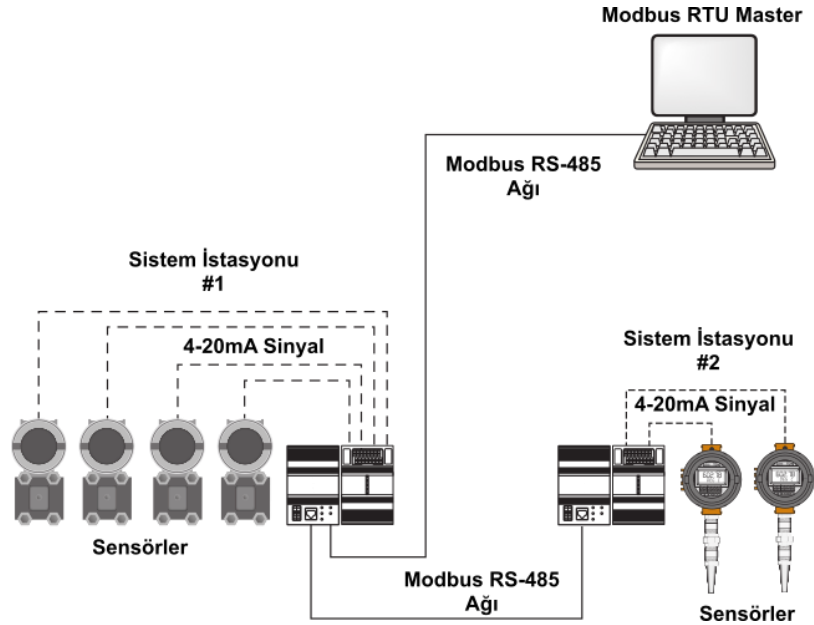 Modbus RTU Master
Modbus RS-485
Ağı
Sistem İstasyonu
#1
4-20mA Sinyal
Sensörler
Sistem İstasyonu
#2
4-20mA Sinyal
Modbus RS-485
Ağı
Sensörler